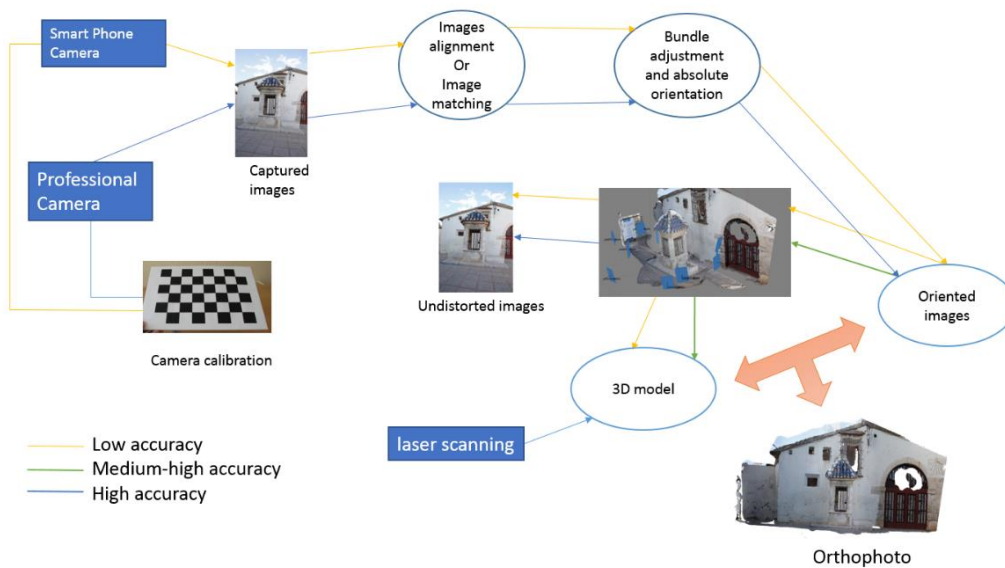 Smart Phone
Camera
Images
alignment
Or
Image
matching
Bundle
adjustment
and absolute
orientation
Professional
Camera
Captured
images
Undistorted images
Oriented
images
Camera calibration
3D model
laser scanning
Low accuracy
Medium-high accuracy
High accuracy
Orthophoto